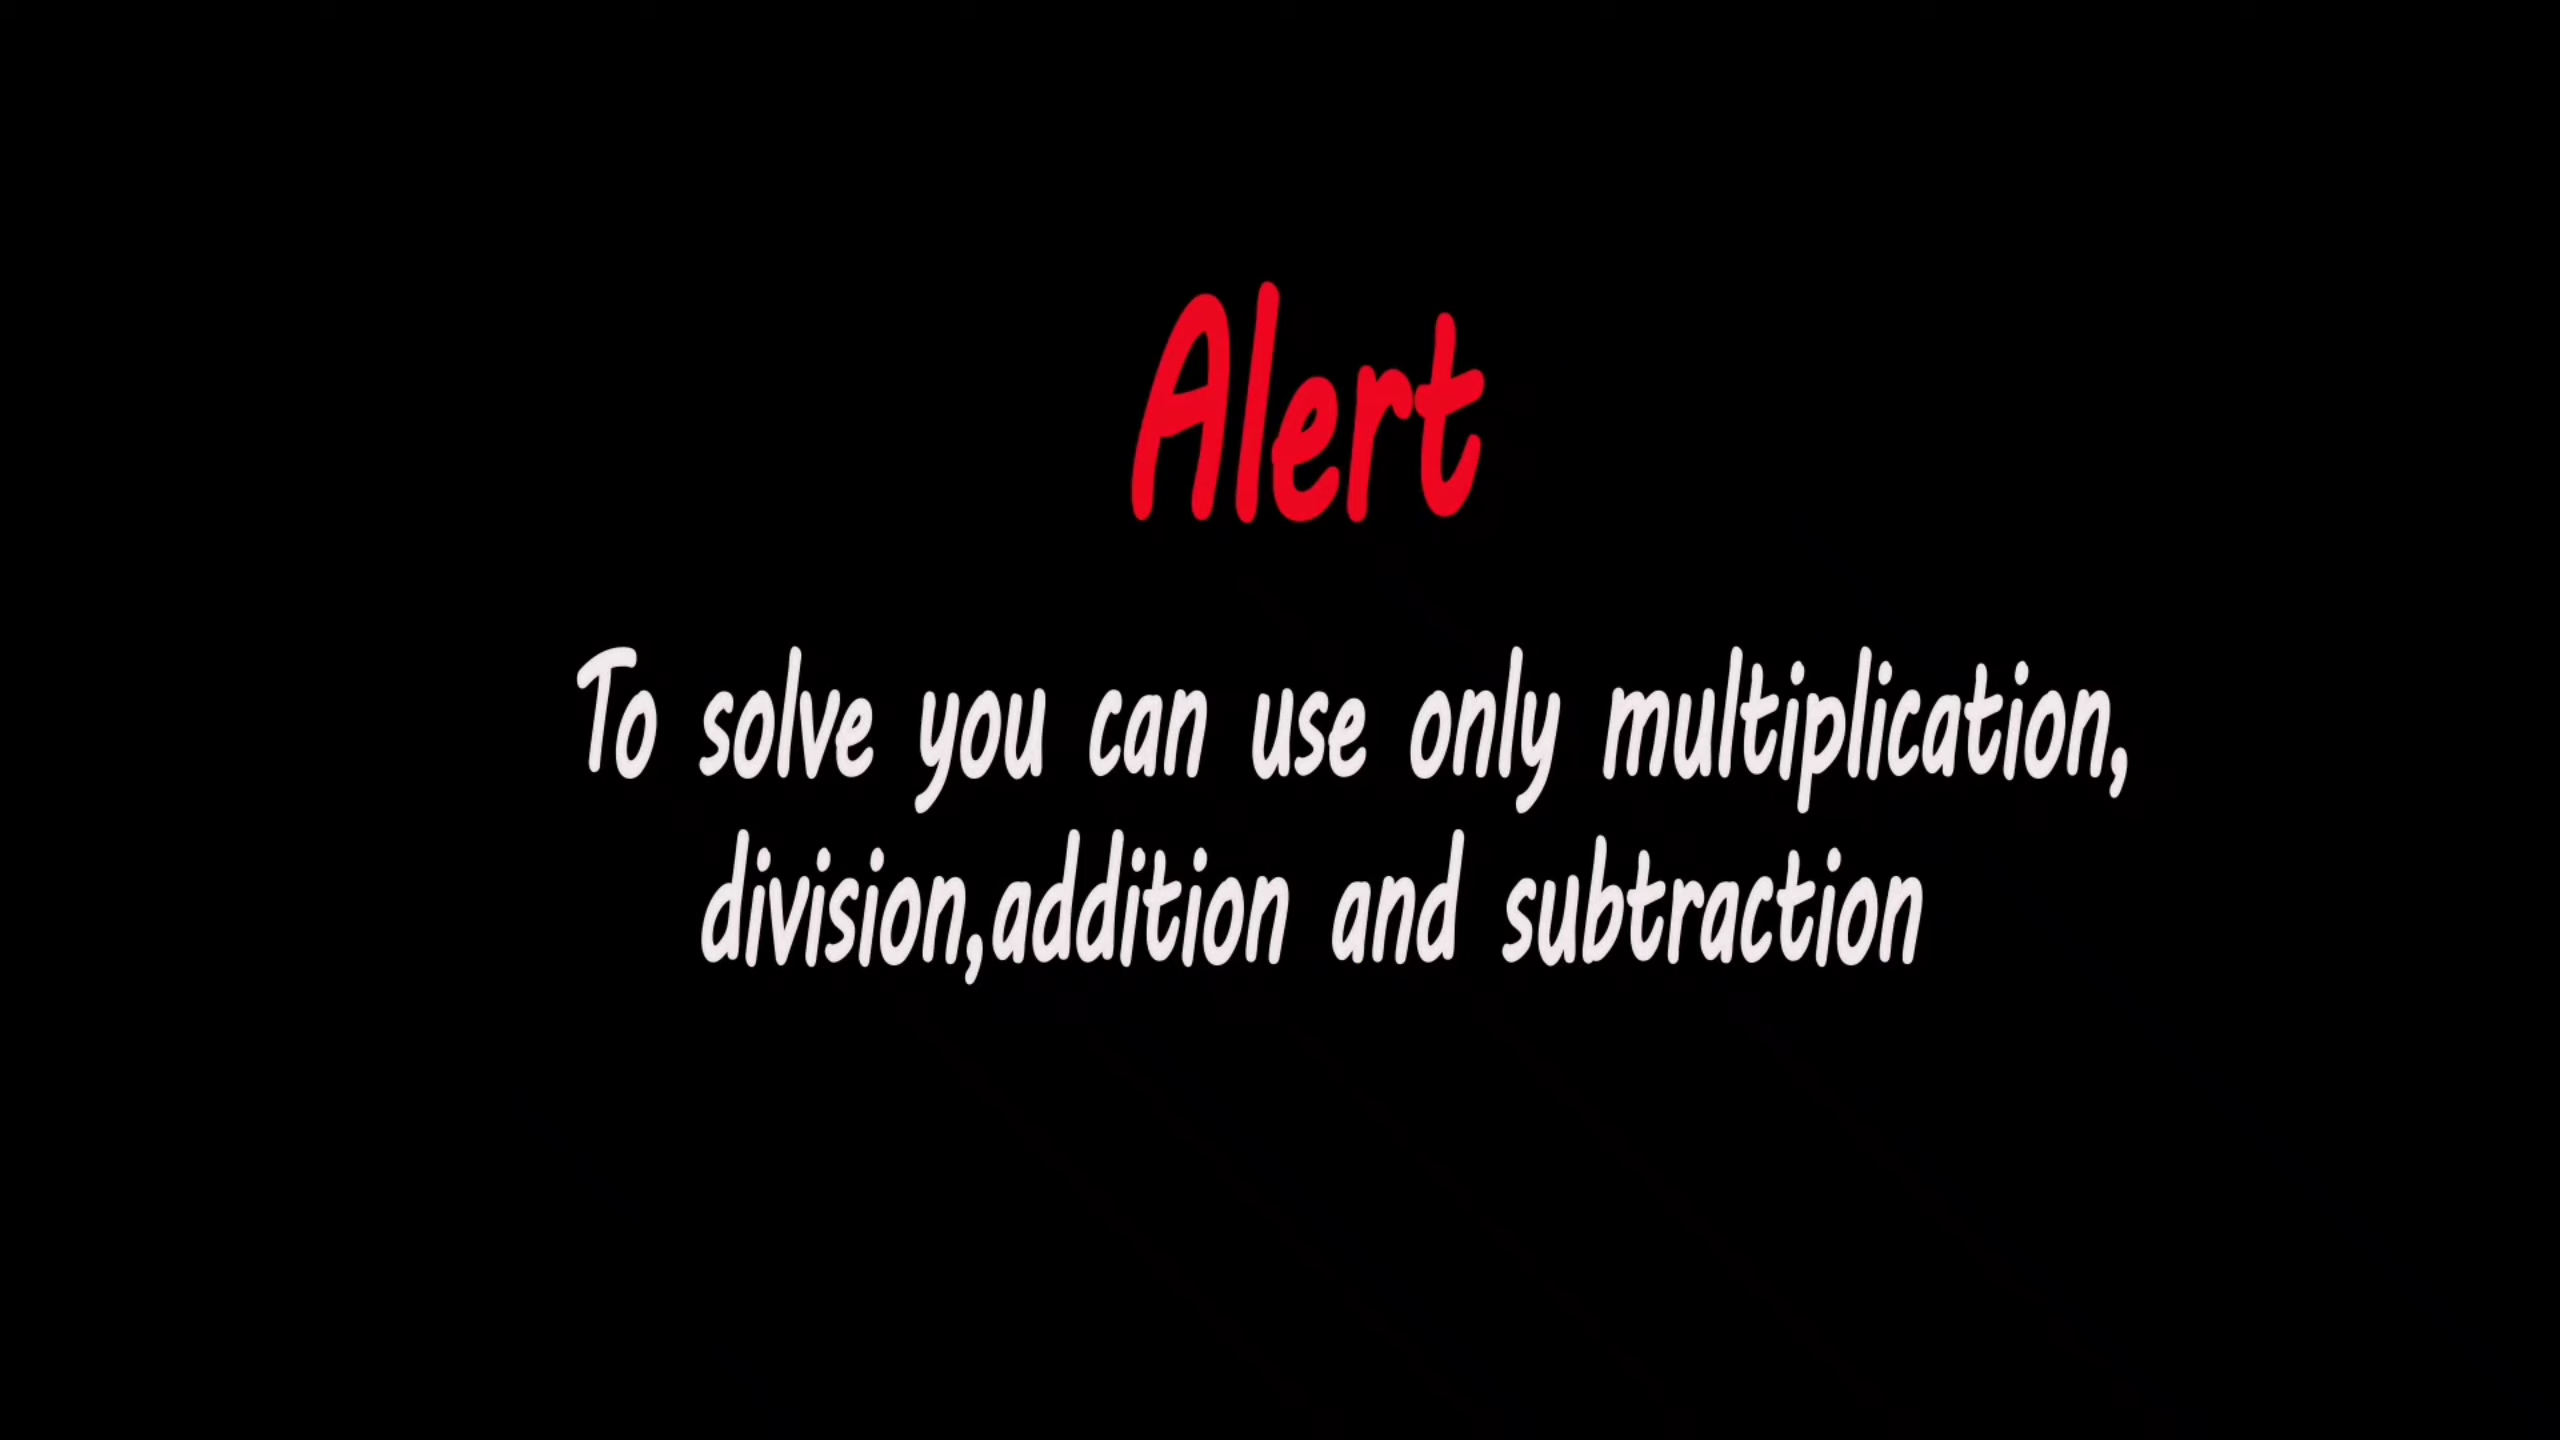 Alert
To solve you can use only multiplication,
division,addition and subtraction